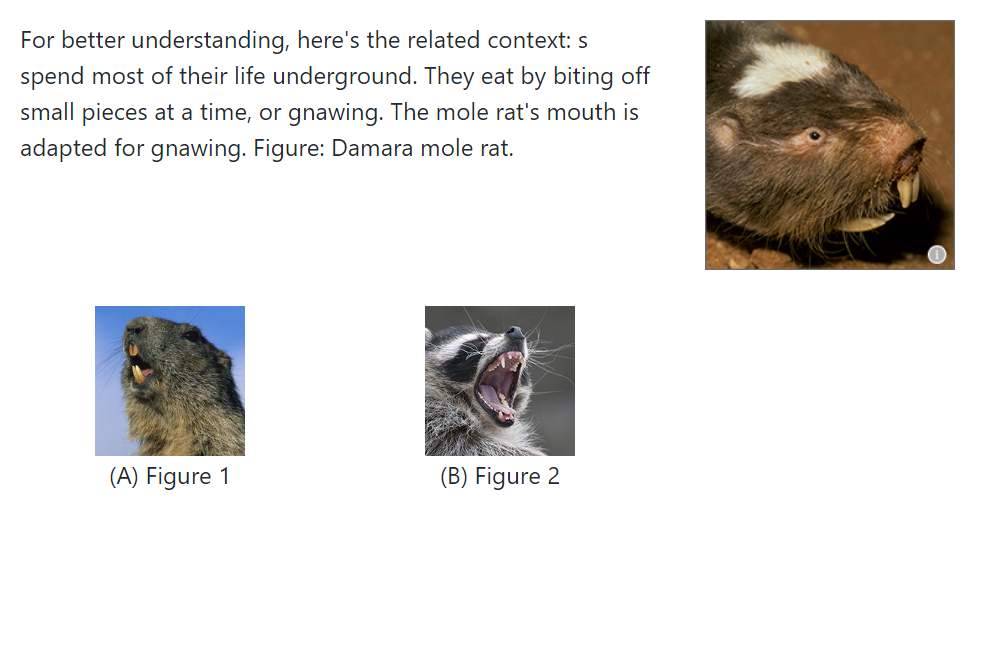 For better understanding, here's the related context: s
spend most of their life underground. They eat by biting off
small pieces at a time, or gnawing. The mole rat's mouth is
adapted for gnawing. Figure: Damara mole rat.
(A) Figure 1
(B) Figure 2